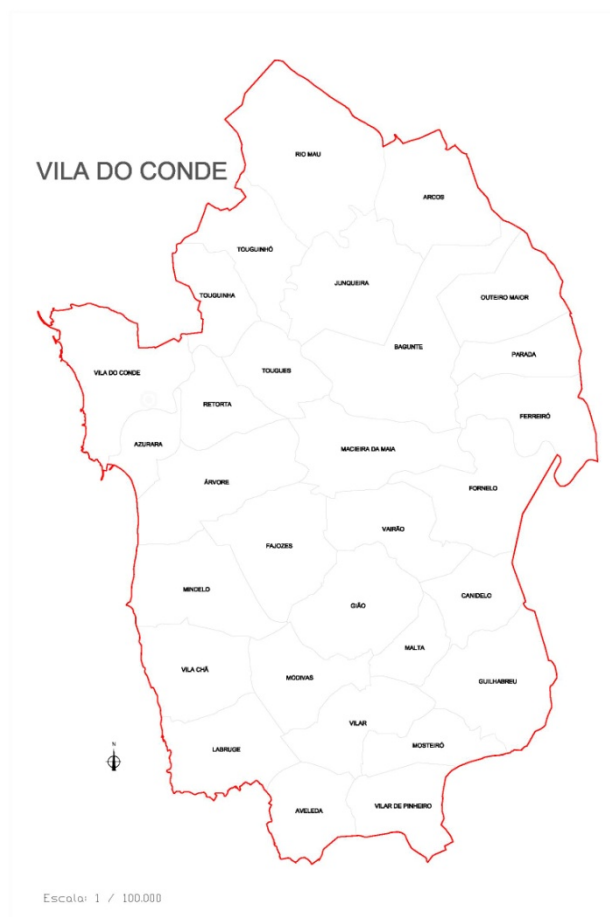 RIO MAU
VILA DO CONDE
ARCOS
TOUGUINHÓ
JUNQUEIRA
TOUGUINHA
OUTEIRO MAIOR
BAGUNTE
PARADA
VILA DO CONDE
TOUGUES
RETORTA
FERREIRÓ
AZURARA
MACIEIRA DA MAIA
ÁRVORE
FORNELO
VAIRÃO
FAJOZES
MINDELO
CANIDELO
GIÃO
MALTA
VILA CHÃ
MODIVAS
GUILHABREU
VILAR
LABRUGE
MOSTEIRÓ
N
AVELEDA
VILAR DE PINHEIRO
Escala: 1 / 100.000